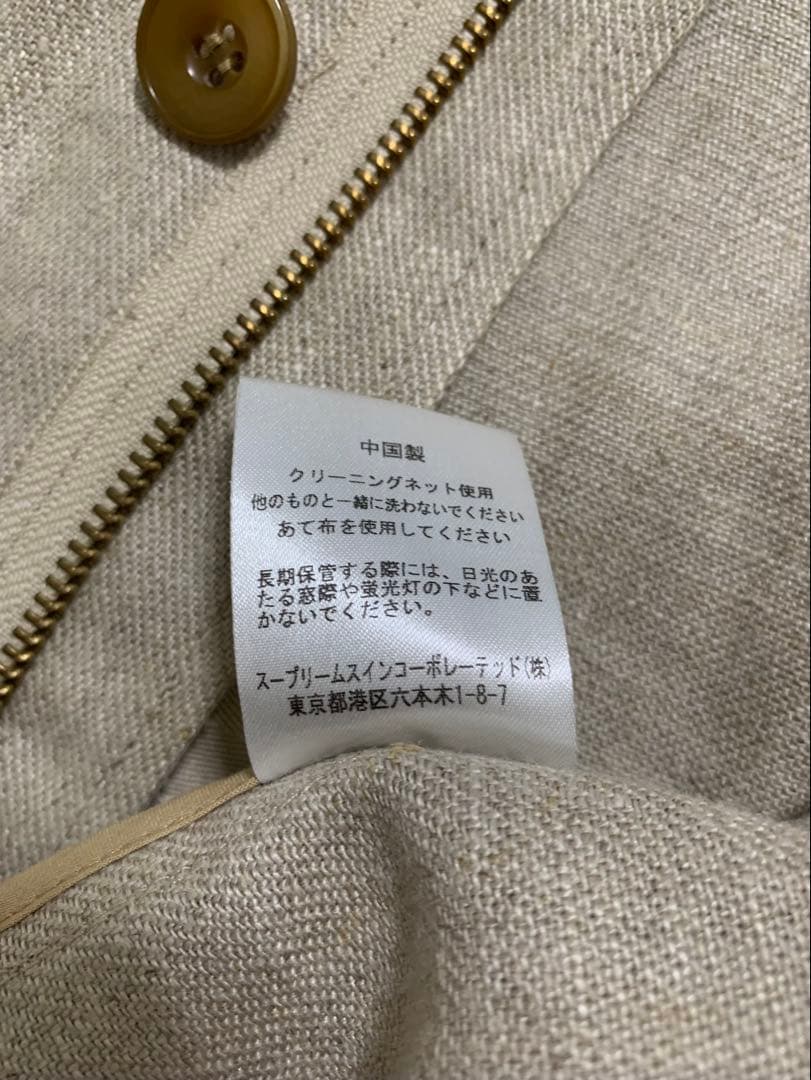 中国製
クリーニングネット使用
他のものと一緒に洗わないでください
あて布を使用してください
長期保管する際には、日光のあ
たる窓際や蛍光灯の下などに置
かないでください。
スープリームスインコーポレーテッド(株)
東京都港区六本木1-8-7